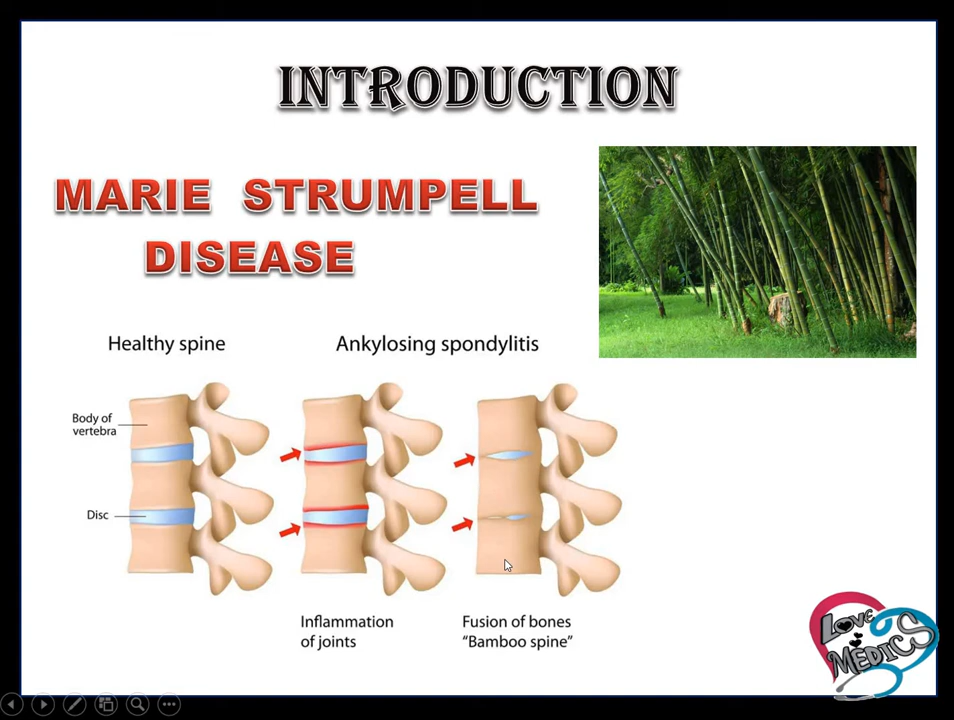 INTRODUCTION
MARIE STRUMPELL
DISEASE
Healthy spine
Ankylosing spondylitis
Body of
vertebra
Disc
Inflammation
of joints
Fusion of bones
“Bamboo spine”
LOVE
MEDICS